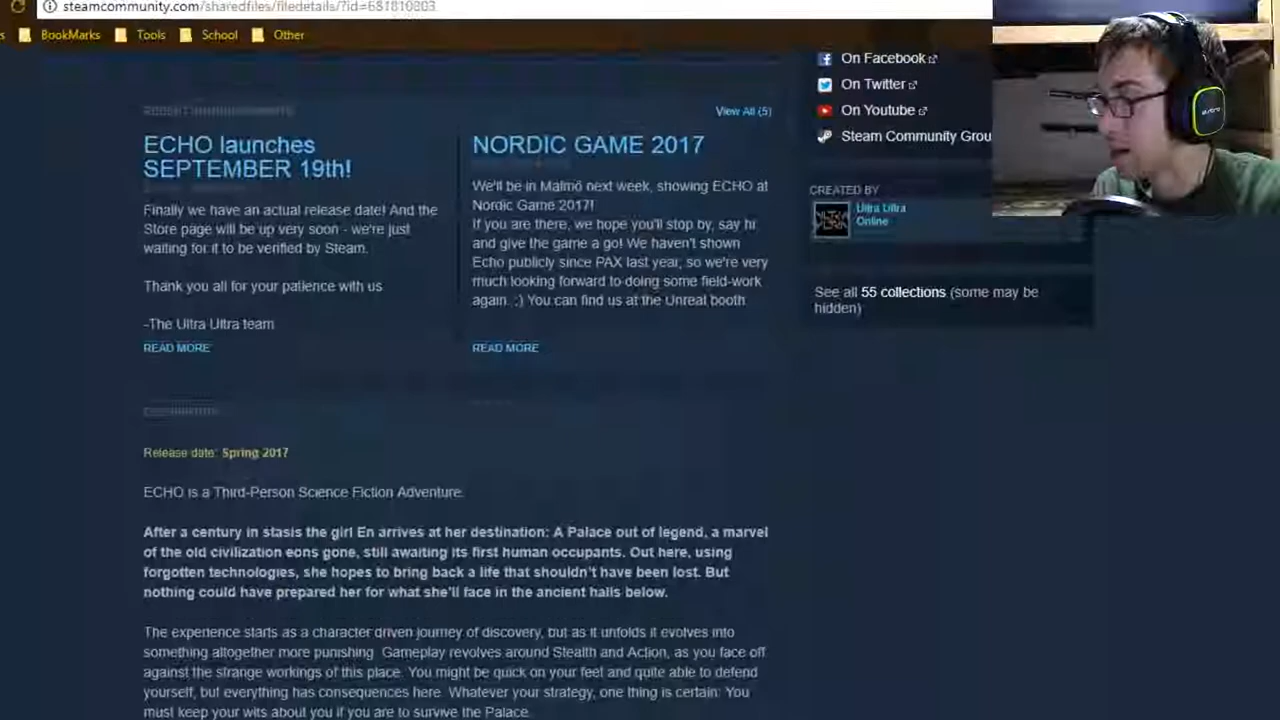 steamcommunity.com/sharedfiles/filedetails/?id=681810803
s BookMarks Tools School Other
RECENT ANNOUNCEMENTS
View All (5)
ECHO launches
SEPTEMBER 19th!
Finally we have an actual release date! And the
Store page will be up very soon - we're just
waiting for it to be verified by Steam.
Thank you all for your patience with us
-The Ultra Ultra team
READ MORE
NORDIC GAME 2017
We'll be in Malmö next week, showing ECHO at
Nordic Game 2017!
If you are there, we hope you'll stop by, say hi
and give the game a go! We haven't shown
Echo publicly since PAX last year, so we're very
much looking forward to doing some field-work
again. ;) You can find us at the Unreal booth
READ MORE
On Facebook
On Twitter
On Youtube
Steam Community Grou
CREATED BY
ULTRA
ULTRA
Ultra Ultra
Online
See all 55 collections (some may be
hidden)
Release date: Spring 2017
ECHO is a Third-Person Science Fiction Adventure.
After a century in stasis the girl En arrives at her destination: A Palace out of legend, a marvel
of the old civilization eons gone, still awaiting its first human occupants. Out here, using
forgotten technologies, she hopes to bring back a life that shouldn't have been lost. But
nothing could have prepared her for what she'll face in the ancient halls below.
The experience starts as a character driven journey of discovery, but as it unfolds it evolves into
something altogether more punishing. Gameplay revolves around Stealth and Action, as you face off
against the strange workings of this place. You might be quick on your feet and quite able to defend
yourself, but everything has consequences here. Whatever your strategy, one thing is certain: You
must keep your wits about you if you are to survive the Palace.